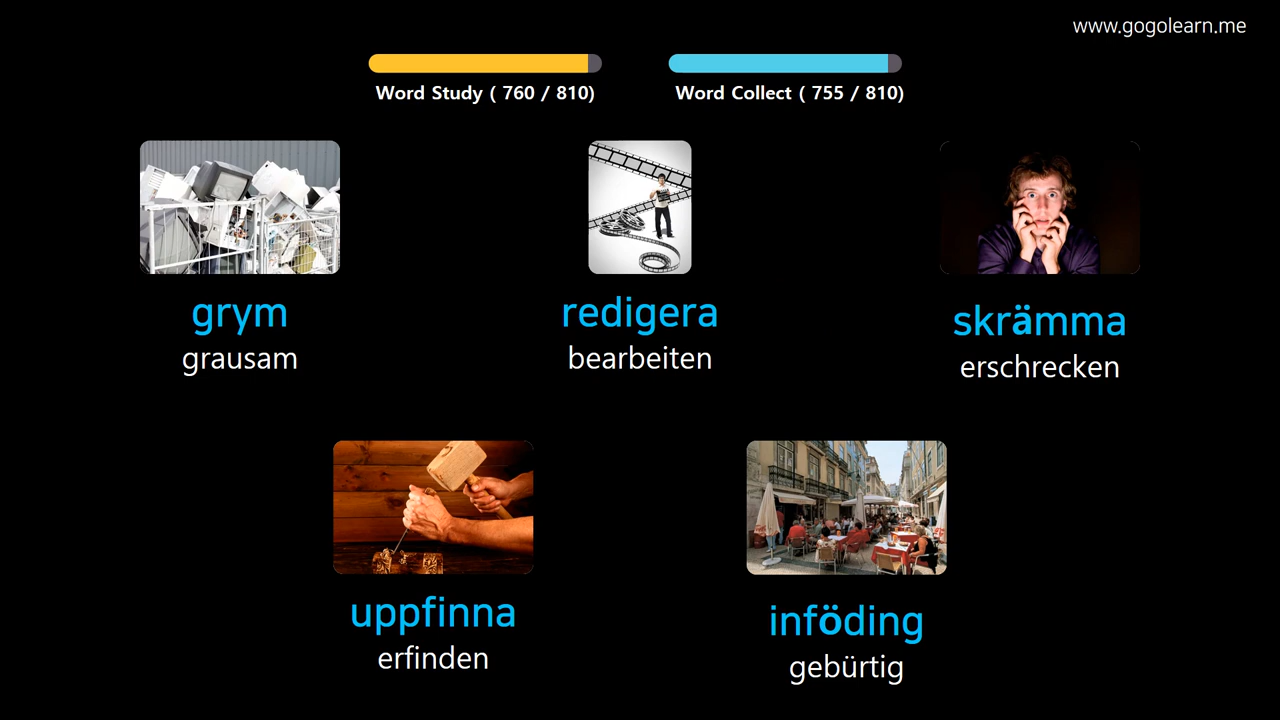 www.gogolearn.me
Word Study ( 760 / 810)
Word Collect ( 755 / 810)
grym
grausam
redigera
bearbeiten
skrämma
erschrecken
uppfinna
erfinden
inföding
gebürtig